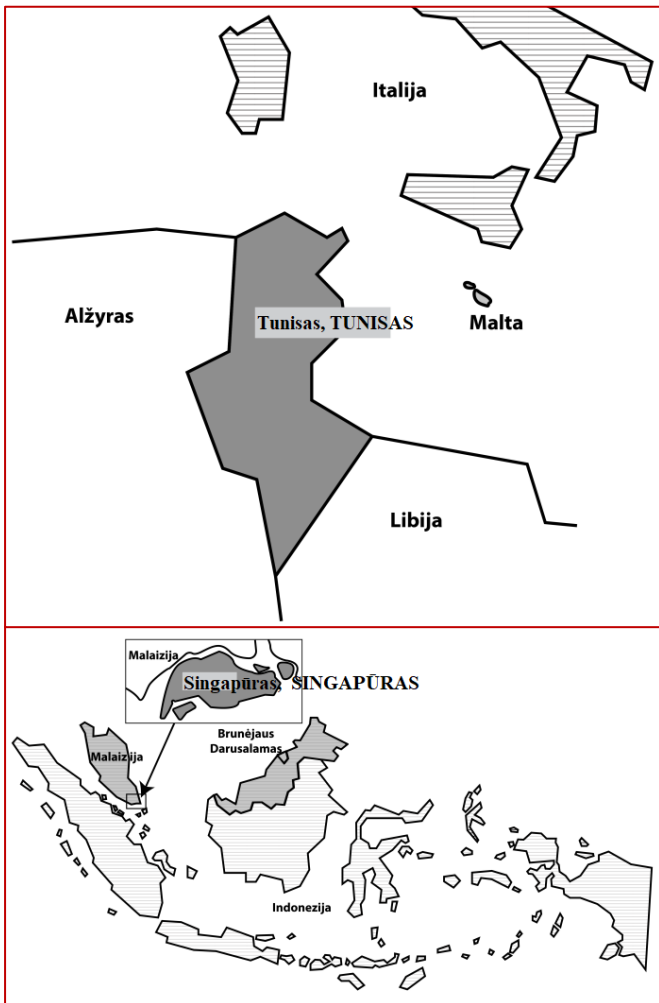 Italija
Alžyras
Tunisas, TUNISAS
Malta
Libija
Malaizija
Singapūras, SINGAPŪRAS
Brunėjaus
Darusalamas
Malaizija
Indonezija